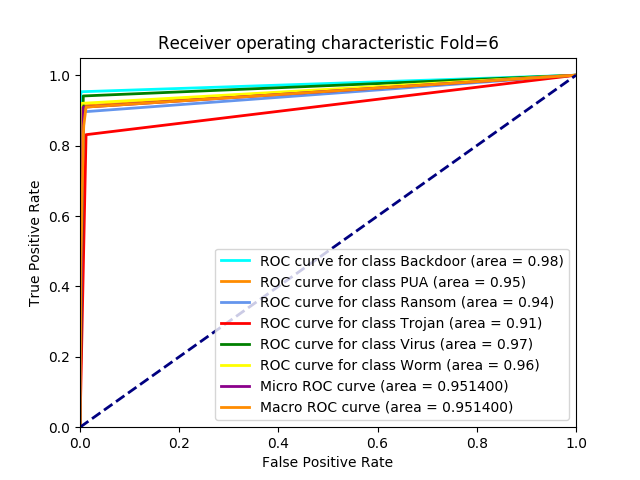 Receiver operating characteristic Fold=6
1.0
0.8
0.6
0.4
0.2
0.0
True Positive Rate
ROC curve for class Backdoor (area = 0.98)
ROC curve for class PUA (area = 0.95)
ROC curve for class Ransom (area = 0.94)
ROC curve for class Trojan (area = 0.91)
ROC curve for class Virus (area = 0.97)
ROC curve for class Worm (area = 0.96)
Micro ROC curve (area = 0.951400)
Macro ROC curve (area = 0.951400)
0.0 0.2 0.4 0.6 0.8 1.0
False Positive Rate